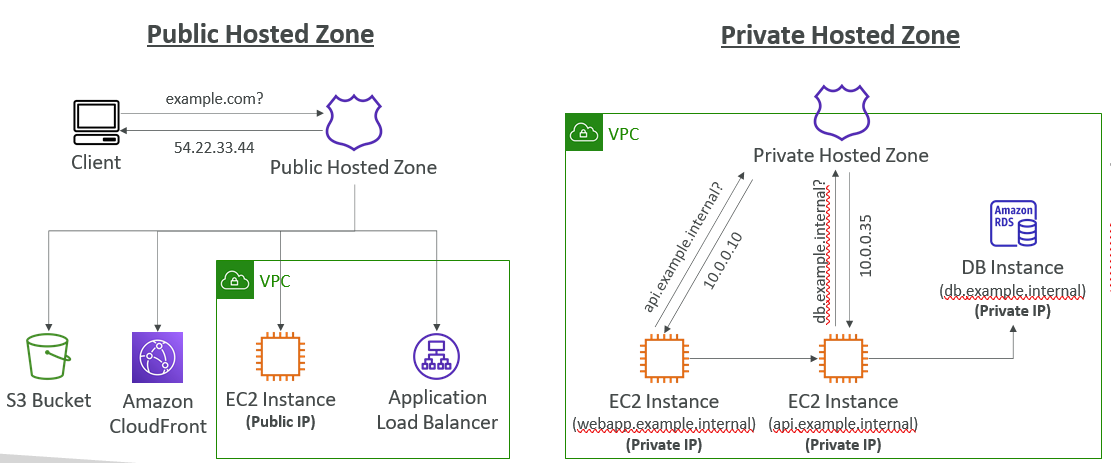 Public Hosted Zone
example.com?
54.22.33.44
Client
Public Hosted Zone
VPC
S3 Bucket
Amazon
CloudFront
EC2 Instance
(Public IP)
Application
Load Balancer
Private Hosted Zone
VPC
Private Hosted Zone
api.example.internal?
10.0.0.10
db.example.internal?
10.0.0.35
Amazon
RDS
DB Instance
(db.example.internal)
(Private IP)
EC2 Instance
(webapp.example.internal)
(Private IP)
EC2 Instance
(api.example.internal)
(Private IP)